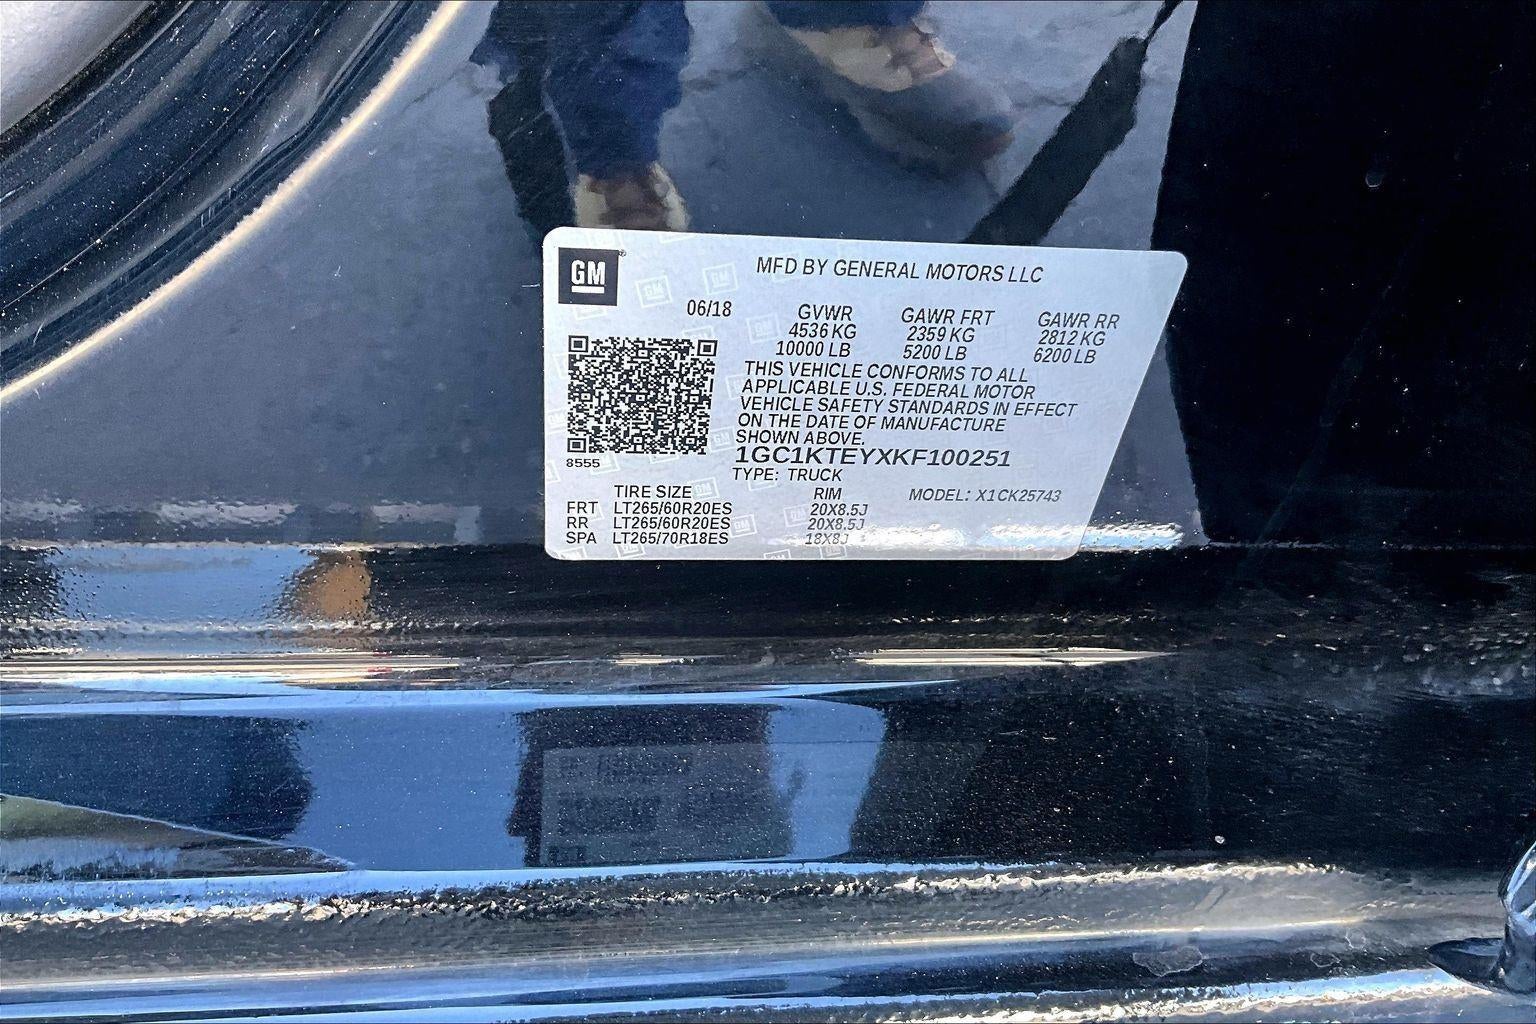 GM
MFD BY GENERAL MOTORS LLC
06/18 GVWR GAWR FRT GAWR RR
4536 KG 2359 KG 2812 KG
10000 LB 5200 LB 6200 LB
THIS VEHICLE CONFORMS TO ALL
APPLICABLE U.S. FEDERAL MOTOR
VEHICLE SAFETY STANDARDS IN EFFECT
ON THE DATE OF MANUFACTURE
SHOWN ABOVE.
8555
1GC1KTEYXKF100251
TYPE: TRUCK
TIRE SIZE RIM MODEL: X1CK25743
FRT LT265/60R20ES 20X8.5J
RR LT265/60R20ES 20X8.5J
SPA LT265/70R18ES 18X8J